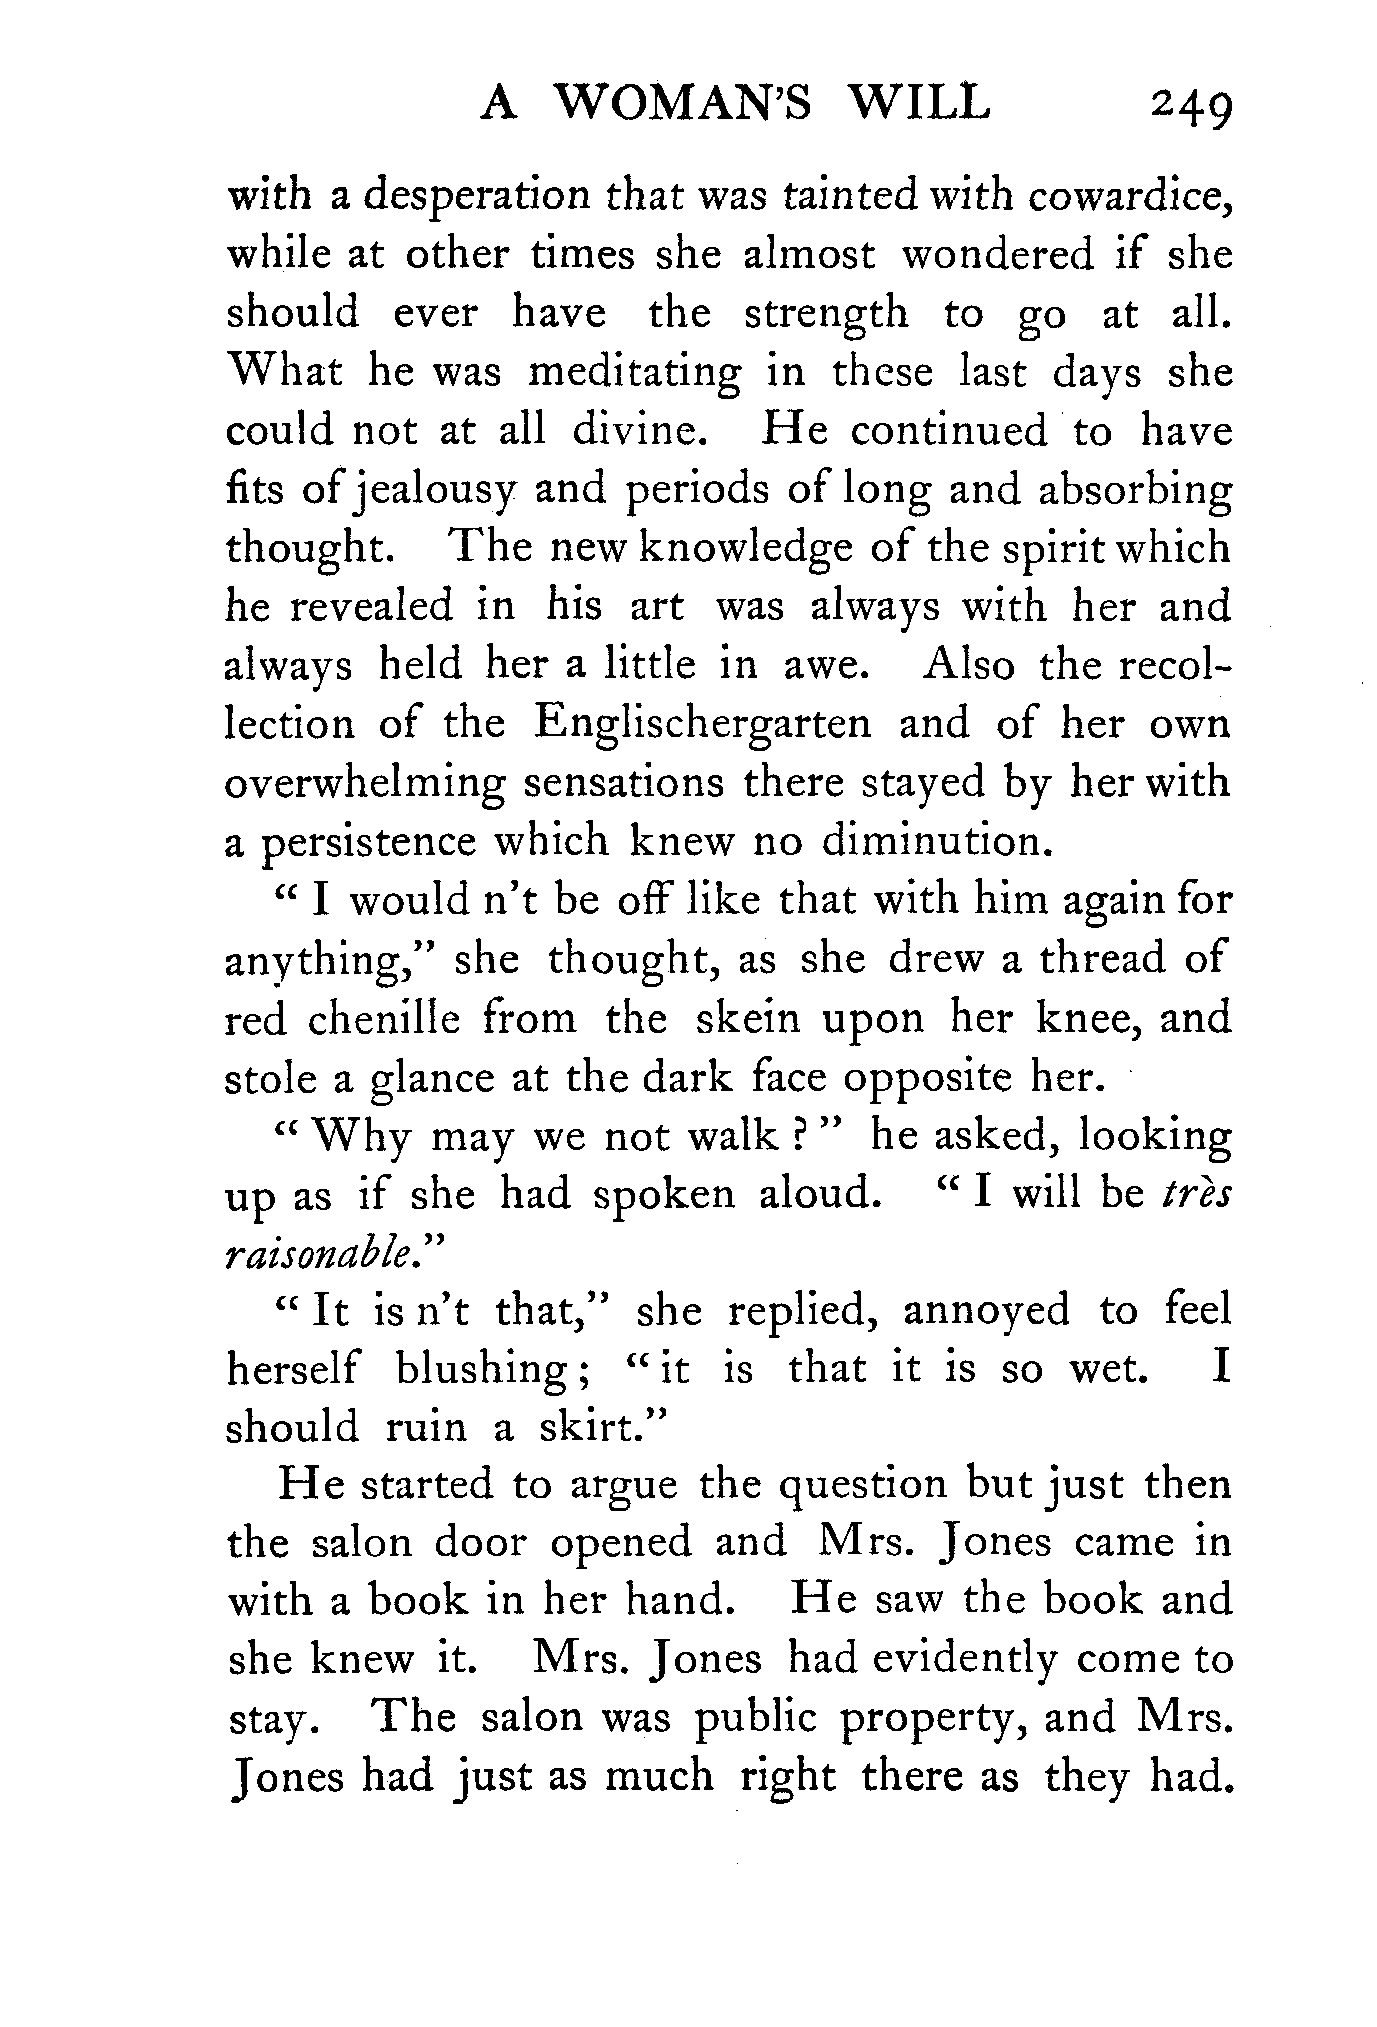 A WOMAN'S WILL 249
with a desperation that was tainted with cowardice,
while at other times she almost wondered if she
should ever have the strength to go at all.
What he was meditating in these last days she
could not at all divine. He continued to have
fits of jealousy and periods of long and absorbing
thought. The new knowledge of the spirit which
he revealed in his art was always with her and
always held her a little in awe. Also the recol-
lection of the Englischergarten and of her own
overwhelming sensations there stayed by her with
a persistence which knew no diminution.
“ I would n't be off like that with him again for
anything,” she thought, as she drew a thread of
red chenille from the skein upon her knee, and
stole a glance at the dark face opposite her.
“ Why may we not walk ? ” he asked, looking
up as if she had spoken aloud. “ I will be très
raisonable.”
“ It is n't that,” she replied, annoyed to feel
herself blushing ; “ it is that it is so wet. I
should ruin a skirt.”
He started to argue the question but just then
the salon door opened and Mrs. Jones came in
with a book in her hand. He saw the book and
she knew it. Mrs. Jones had evidently come to
stay. The salon was public property, and Mrs.
Jones had just as much right there as they had.